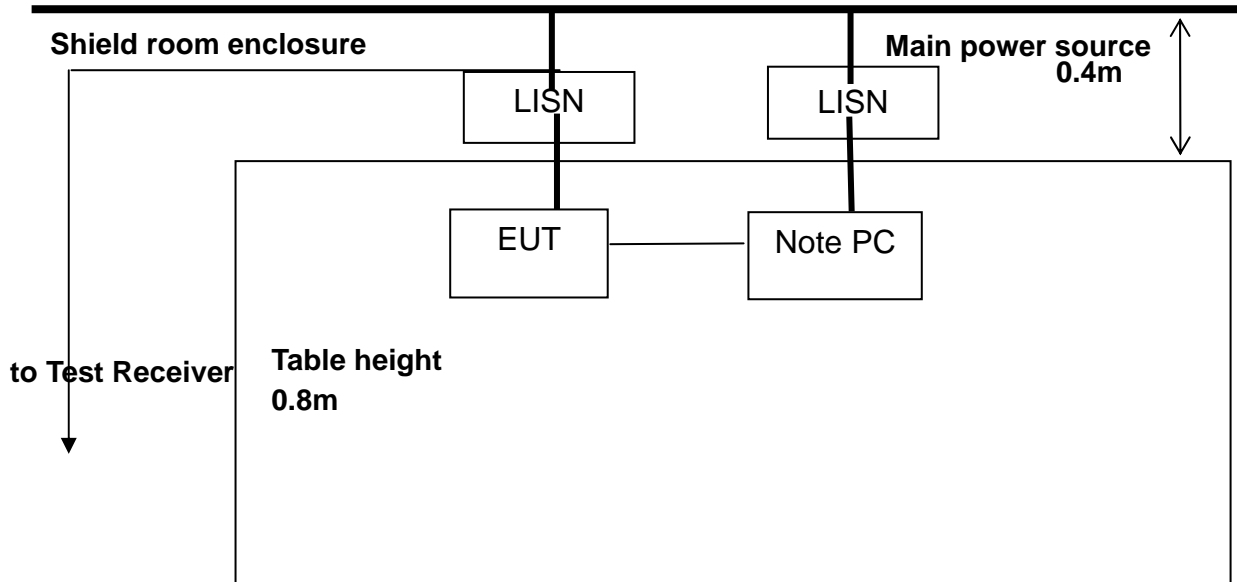 Shield room enclosure
Main power source
0.4m
LISN
LISN
EUT
Note PC
to Test Receiver
Table height
0.8m